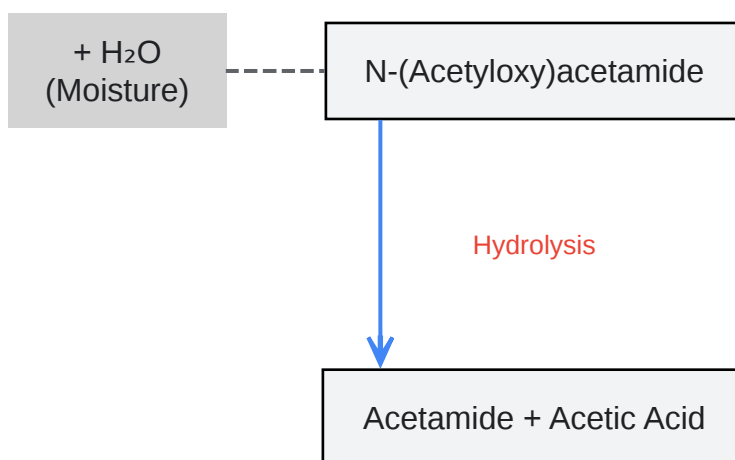 + H₂O
(Moisture)
N-(Acetyloxy)acetamide
Hydrolysis
Acetamide + Acetic Acid